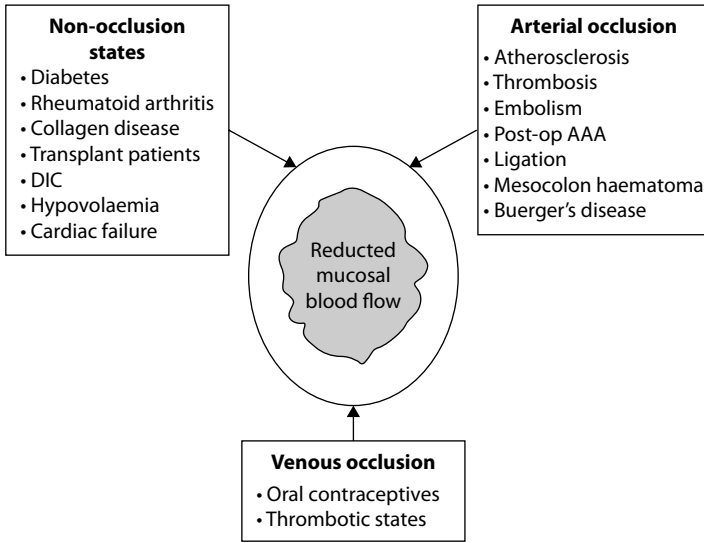 Non-occlusion
states
• Diabetes
• Rheumatoid arthritis
• Collagen disease
• Transplant patients
• DIC
• Hypovolaemia
• Cardiac failure
Arterial occlusion
• Atherosclerosis
• Thrombosis
• Embolism
• Post-op AAA
• Ligation
• Mesocolon haematoma
• Buerger's disease
Reducted
mucosal
blood flow
Venous occlusion
• Oral contraceptives
• Thrombotic states